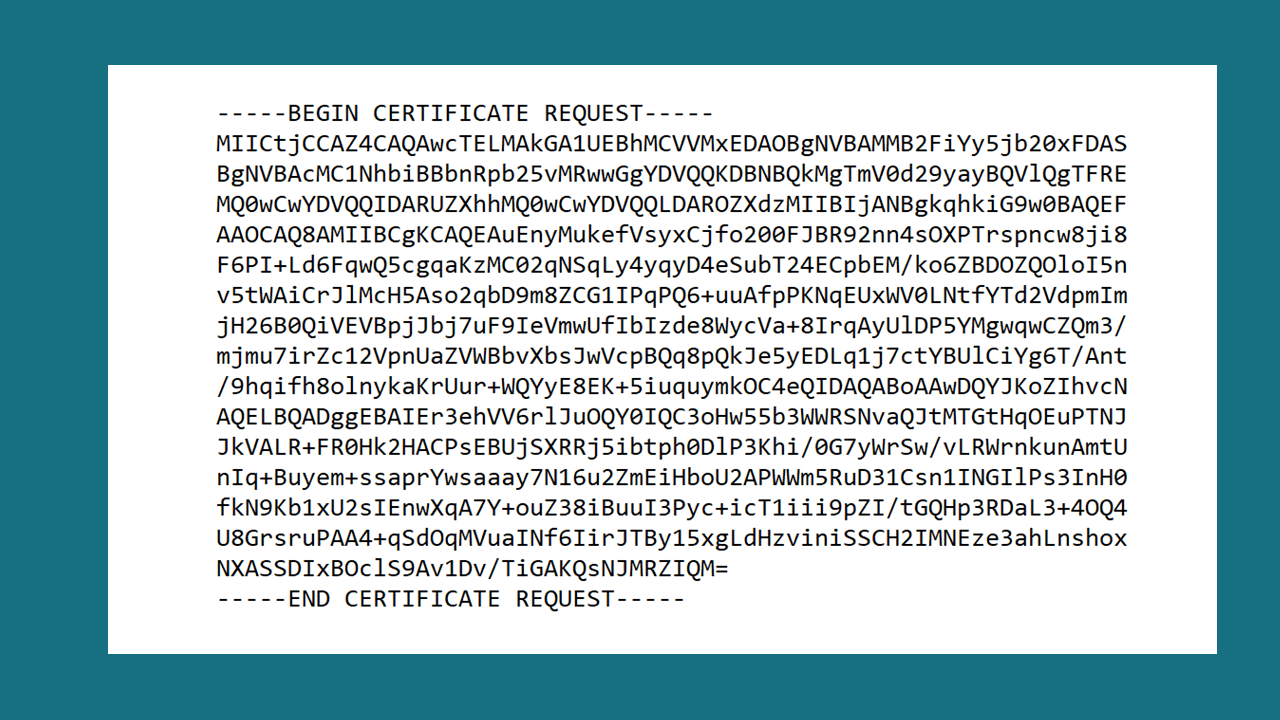 -----BEGIN CERTIFICATE REQUEST-----
MIICtjCCAZ4CAQAwcTELMAkGA1UEBhMCVVMxEDAOBgNVBAMMB2FiYy5jb20xFDAS
BgNVBAcMC1NhbiBBbnRpb25vMRwwGgYDVQQKDBNBQkMgTmV0d29yayBQVlQgTFRE
MQ0wCwYDVQQIDARUZXhhMQ0wCwYDVQQLDAROZXdzMIIBIjANBgkqhkiG9w0BAQEF
AAOCAQ8AMIIBCgKCAQEAuEnyMukefVsyxCjfo200FJBR92nn4sOXPTrspncw8ji8
F6PI+Ld6FqwQ5cgqaKzMC02qNSqLy4yqyD4eSubT24ECpbEM/ko6ZBDOZQOloI5n
v5tWAiCrJlMcH5Aso2qbD9m8ZCG1IPqPQ6+uuAfpPKNqEUxWV0LNtfYTd2VdpmIm
jH26B0QiVEVBpjJbj7uF9IeVmwUfIbIzde8WycVa+8IrqAyUlDP5YMgwqwCZQm3/
mjmu7irZc12VpnUaZVWBbvXbsJwVcpBQq8pQkJe5yEDLq1j7ctYBUlCiYg6T/Ant
/9hqifh8olnykaKrUur+WQYyE8EK+5iuquymkOC4eQIDAQABoAAwDQYJKoZIhvcN
AQELBQADggEBAIEr3ehVV6rlJuOQY0IQC3oHw55b3WWRSNvaQJtMTGtHqOEuPTNJ
JkVALR+FR0Hk2HACPsEBUjSXRRj5ibtph0DlP3Khi/0G7yWrSw/vLRWrnkunAmtU
nIq+Buyem+ssaprYwsaaay7N16u2ZmEiHboU2APWWm5RuD31Csn1INGIlPs3InH0
fkN9Kb1xU2sIEnwXqA7Y+ouZ38iBuuI3Pyc+icT1iii9pZI/tGQHp3RDaL3+4OQ4
U8GrsruPAA4+qSdOqMVuaINf6IirJTBy15xgLdHzviniSSCH2IMNEze3ahLnshox
NXASSDIxBOclS9Av1Dv/TiGAKQsNJMRZIQM=
-----END CERTIFICATE REQUEST-----